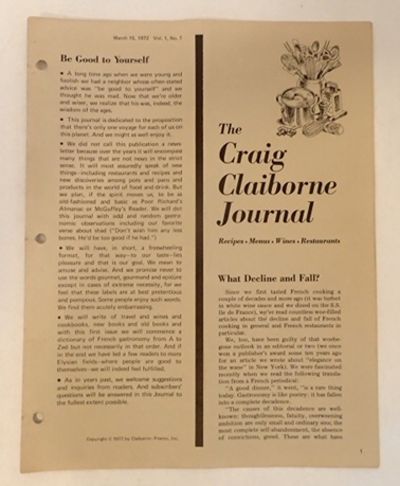 March 15, 1972 Vol. 1, No. 1
Be Good to Yourself
• A long time ago when we were young and
foolish we had a neighbor whose often-stated
advice was "be good to yourself" and we
thought he was mad. Now that we're older
and wiser, we realize that his was, indeed, the
wisdom of the ages.
• This journal is dedicated to the proposition
that there's only one voyage for each of us on
this planet. And we might as well enjoy it.
• We did not call this publication a news
letter because over the years it will encompass
many things that are not news in the strict
sense. It will most assuredly speak of new
things—including restaurants and recipes and
new discoveries among pots and pans and
products in the world of food and drink. But
we plan, if the spirit moves us, to be as
old-fashioned and basic as Poor Richard's
Almanac or McGuffey's Reader. We will dot
this journal with odd and random gastro-
nomic observations including our favorite
verse about shad ("Don't wish him any less
bones. He'd be too good if he had.")
• We will have, in short, a freewheeling
format, for that way—to our taste—lies
pleasure and that is our goal. We mean to
amuse and advise. And we promise never to
use the words gourmet, gourmand and epicure
except in cases of extreme necessity, for we
feel that these labels are at best pretentious
and pompous. Some people enjoy such words.
We find them acutely embarrassing.
• We will write of travel and wines and
cookbooks, new books and old books and
with this first issue we will commence a
dictionary of French gastronomy from A to
Zed but not necessarily in that order. And if
in the end we have led a few readers to more
Elysian fields—where people are good to
themselves—we will indeed feel fulfilled.
• As in years past, we welcome suggestions
and inquiries from readers. And subscribers'
questions will be answered in this Journal to
the fullest extent possible.
Copyright © 1972 by Claiborne-Franey, Inc.
The
Craig
Claiborne
Journal
Recipes • Menus • Wines • Restaurants
What Decline and Fall?
Since we first tasted French cooking a
couple of decades and more ago (it was turbot
in white wine sauce and we dined on the S.S.
Ile de France), we've read countless woe-filled
articles about the decline and fall of French
cooking in general and French restaurants in
particular.
We, too, have been guilty of that woebe-
gone outlook in an editorial or two (we once
won a publisher's award some ten years ago
for an article we wrote about "elegance on
the wane" in New York). We were fascinated
recently when we read the following transla-
tion from a French periodical:
"A good dinner," it went, "is a rare thing
today. Gastronomy is like poetry; it has fallen
into a complete decadence.
"The causes of this decadence are well-
known: thoughtlessness, fatuity, overweening
ambition are only small and ordinary sins; the
most complete self-abandonment, the absence
of convictions, greed. These are what have
1